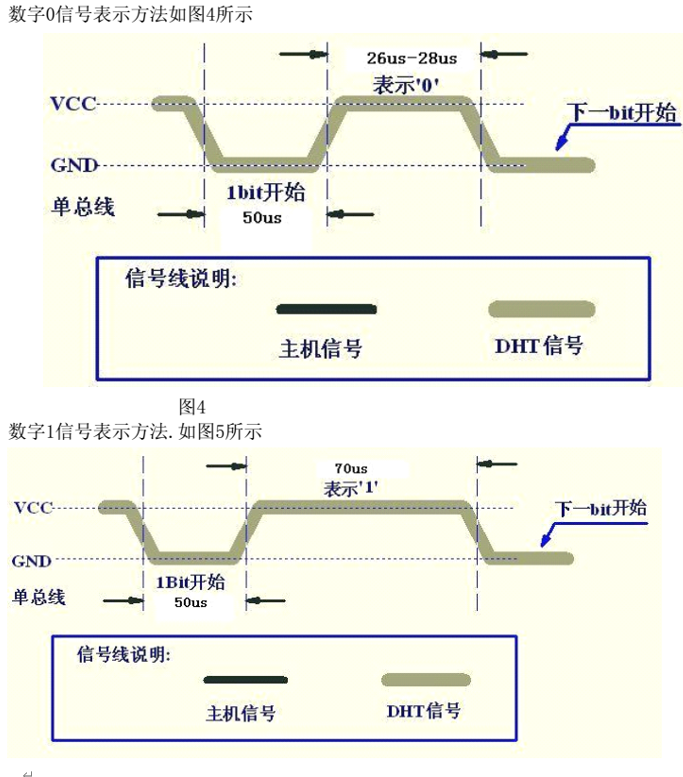 数字0信号表示方法如图4所示
26us-28us
表示'0'
VCC
下一bit开始
GND
1bit开始
单总线
50us
信号线说明:
主机信号
DHT信号
图4
数字1信号表示方法.如图5所示
70us
表示'1'
VCC
下一bit开始
GND
1Bit开始
单总线
50us
信号线说明:
主机信号
DHT信号